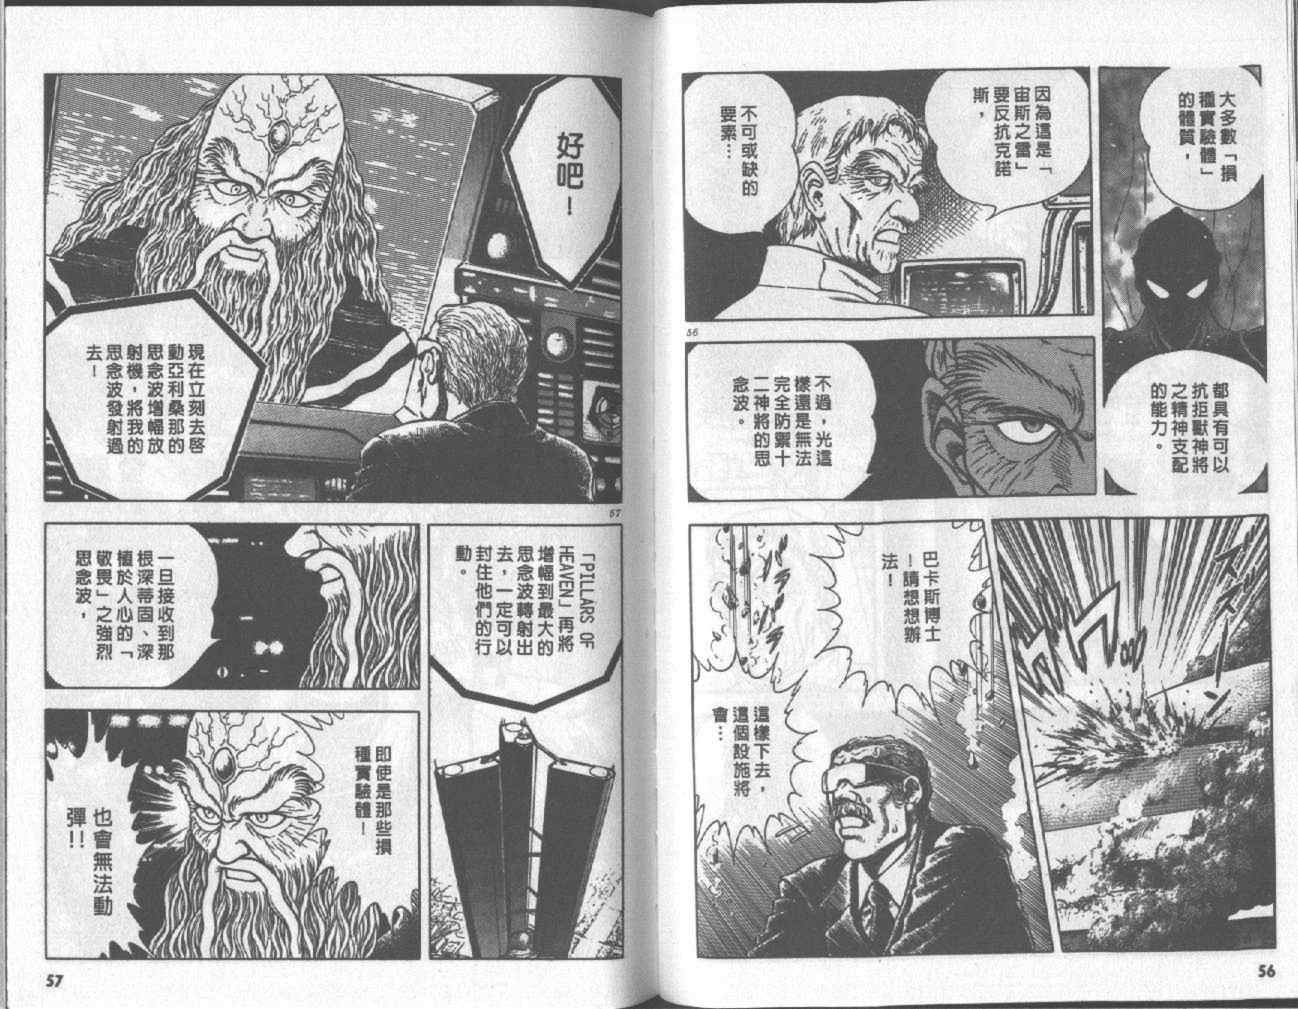 大多數「損
種實驗體」
的體質，
都具有可以
抗拒獸神將
之精神支配
的能力。
因為這是「
宙斯之雷」
要反抗克諾
斯，
不可或缺的
要素…
56
不過，光這
樣還是無法
完全防禦十
二神將的思
念波。
ズズズーン
巴卡斯博士
！請想想辦
法！
這樣下去，
這個設施將
會…
56
好吧！
現在立刻去啓
動亞利桑那的
思念波增幅放
射機，將我的
思念波發射過
去！
57
「PILLARS OF
HEAVEN」再將
增幅到最大的
思念波轉射出
去，一定可以
封住他們的行
動。
一旦接收到那
根深蒂固、深
植於人心的「
敬畏」之強烈
思念波，
即使是那些損
種實驗體！
也會無法動
彈!!
57